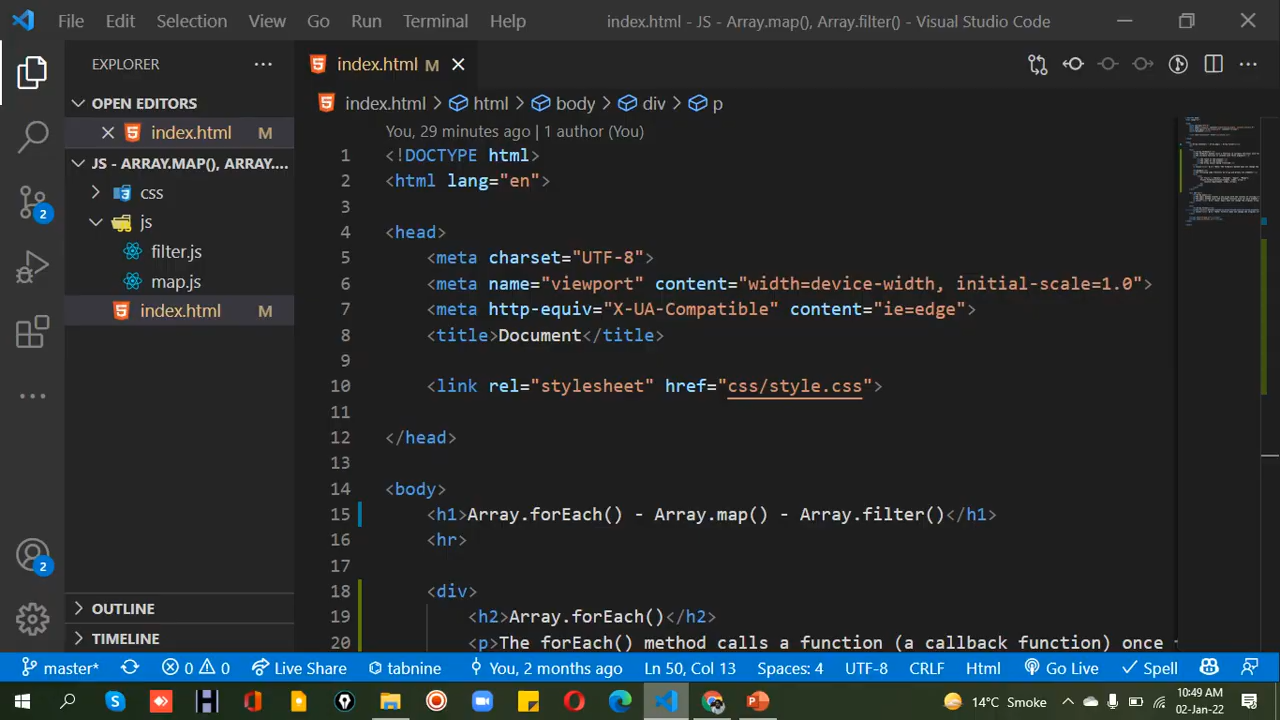 File Edit Selection View Go Run Terminal Help index.html - JS - Array.map(), Array.filter() - Visual Studio Code
EXPLORER
OPEN EDITORS
index.html M
JS - ARRAY.MAP(), ARRAY....
css
js
filter.js
map.js
index.html M
OUTLINE
TIMELINE
index.html M
index.html > html > body > div > p
You, 29 minutes ago | 1 author (You)
1 <!DOCTYPE html>
2 <html lang="en">
3
4 <head>
5 <meta charset="UTF-8">
6 <meta name="viewport" content="width=device-width, initial-scale=1.0">
7 <meta http-equiv="X-UA-Compatible" content="ie=edge">
8 <title>Document</title>
9
10 <link rel="stylesheet" href="css/style.css">
11
12 </head>
13
14 <body>
15 <h1>Array.forEach() - Array.map() - Array.filter()</h1>
16 <hr>
17
18 <div>
19 <h2>Array.forEach()</h2>
20 <p>The forEach() method calls a function (a callback function) once
2
2
master* 0 0 Live Share tabnine You, 2 months ago Ln 50, Col 13 Spaces: 4 UTF-8 CRLF Html Go Live Spell
14°C Smoke 10:49 AM
02-Jan-22